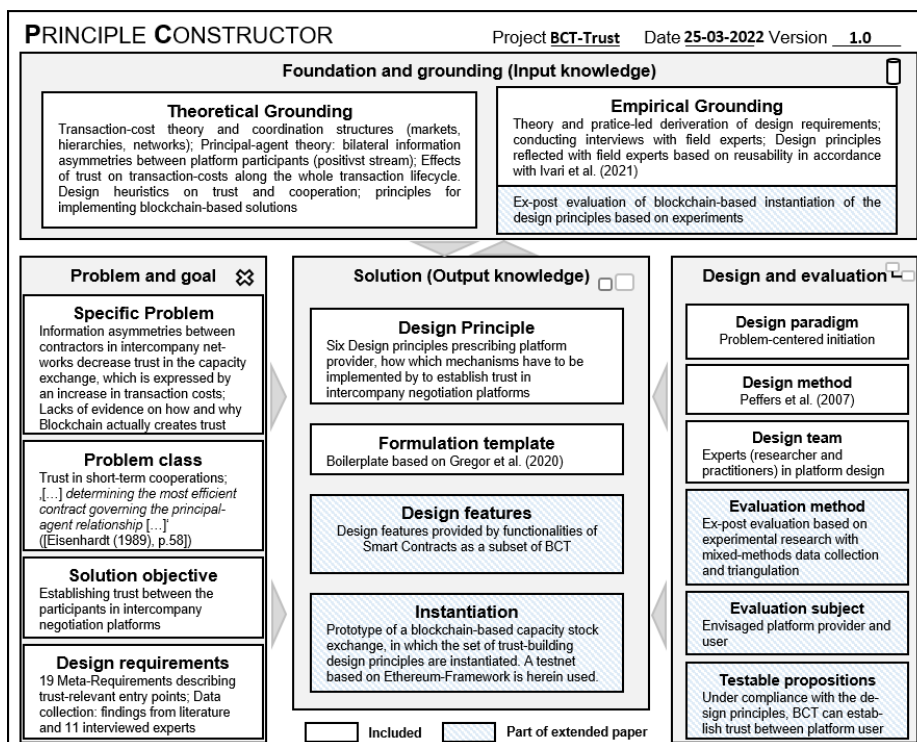 PRINCIPLE CONSTRUCTOR
Project BCT-Trust Date 25-03-2022 Version 1.0
Foundation and grounding (Input knowledge)
Theoretical Grounding
Transaction-cost theory and coordination structures (markets,
hierarchies, networks); Principal-agent theory: bilateral information
asymmetries between platform participants (positivst stream); Effects
of trust on transaction-costs along the whole transaction lifecycle.
Design heuristics on trust and cooperation; principles for
implementing blockchain-based solutions
Empirical Grounding
Theory and pratice-led deriveration of design requirements;
conducting interviews with field experts; Design principles
reflected with field experts based on reusability in accordance
with Ivari et al. (2021)
Ex-post evaluation of blockchain-based instantiation of the
design principles based on experiments
Problem and goal
Specific Problem
Information asymmetries between
contractors in intercompany net-
works decrease trust in the capacity
exchange, which is expressed by
an increase in transaction costs;
Lacks of evidence on how and why
Blockchain actually creates trust
Problem class
Trust in short-term cooperations;
‚[…] determining the most efficient
contract governing the principal-
agent relationship […]‘
([Eisenhardt (1989), p.58])
Solution objective
Establishing trust between the
participants in intercompany
negotiation platforms
Design requirements
19 Meta-Requirements describing
trust-relevant entry points; Data
collection: findings from literature
and 11 interviewed experts
Solution (Output knowledge)
Design Principle
Six Design principles prescribing platform
provider, how which mechanisms have to be
implemented by to establish trust in
intercompany negotiation platforms
Formulation template
Boilerplate based on Gregor et al. (2020)
Design features
Design features provided by functionalities of
Smart Contracts as a subset of BCT
Instantiation
Prototype of a blockchain-based capacity stock
exchange, in which the set of trust-building
design principles are instantiated. A testnet
based on Ethereum-Framework is herein used.
Design and evaluation
Design paradigm
Problem-centered initiation
Design method
Peffers et al. (2007)
Design team
Experts (researcher and
practitioners) in platform design
Evaluation method
Ex-post evaluation based on
experimental research with
mixed-methods data collection
and triangulation
Evaluation subject
Envisaged platform provider and
user
Testable propositions
Under compliance with the de-
sign principles, BCT can estab-
lish trust between platform user
Included
Part of extended paper